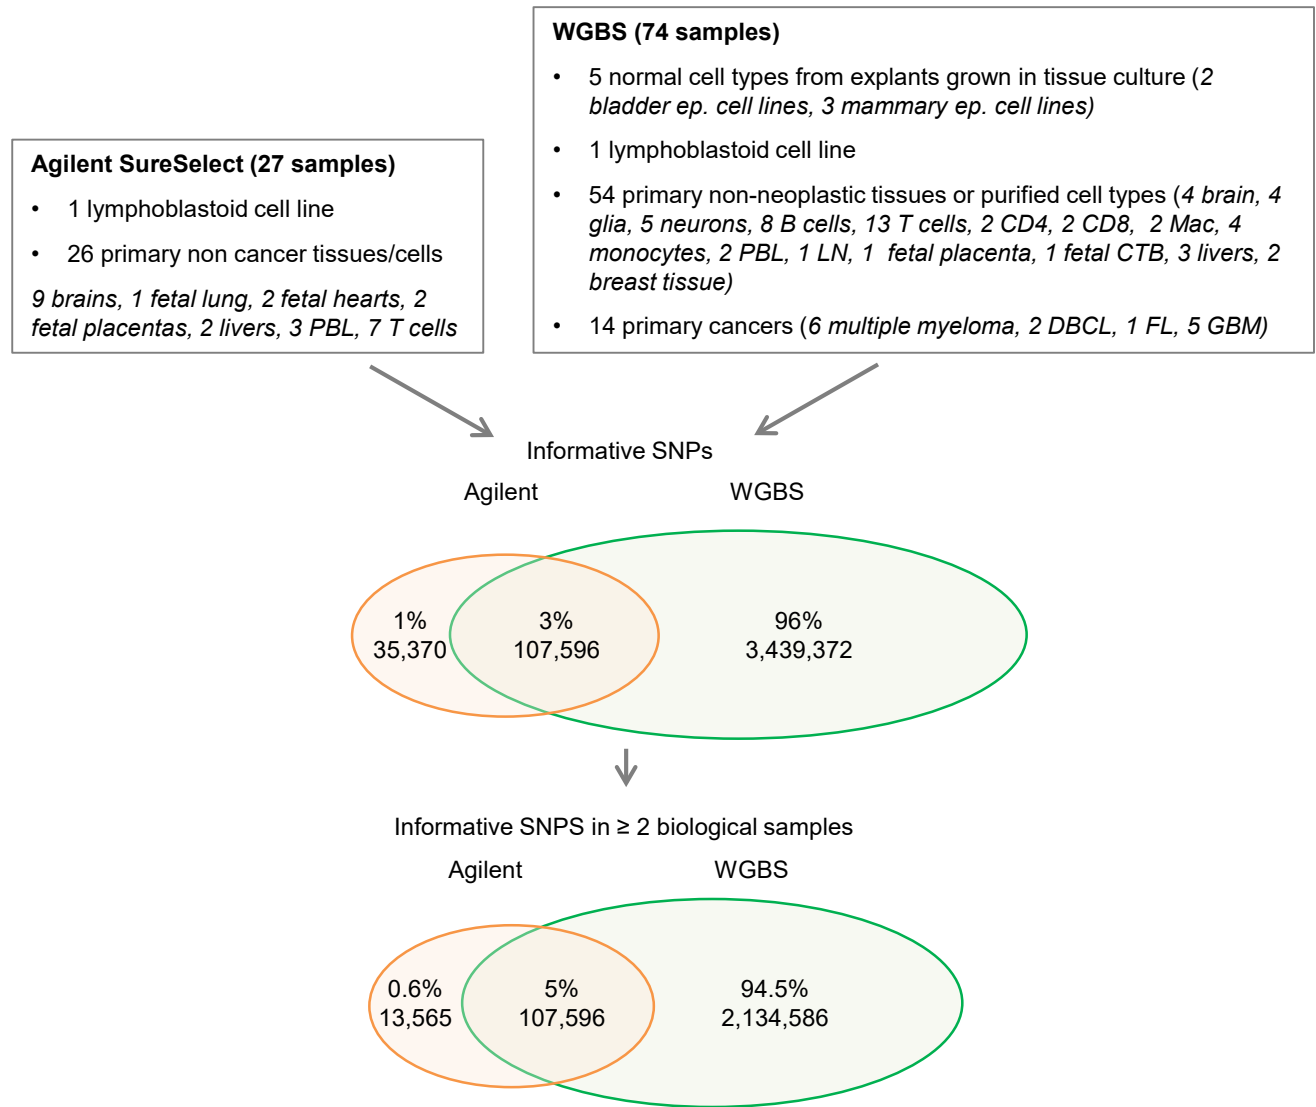 Agilent SureSelect (27 samples)
• 1 lymphoblastoid cell line
• 26 primary non cancer tissues/cells
9 brains, 1 fetal lung, 2 fetal hearts, 2
fetal placentas, 2 livers, 3 PBL, 7 T cells
WGBS (74 samples)
• 5 normal cell types from explants grown in tissue culture (2
bladder ep. cell lines, 3 mammary ep. cell lines)
• 1 lymphoblastoid cell line
• 54 primary non-neoplastic tissues or purified cell types (4 brain, 4
glia, 5 neurons, 8 B cells, 13 T cells, 2 CD4, 2 CD8, 2 Mac, 4
monocytes, 2 PBL, 1 LN, 1 fetal placenta, 1 fetal CTB, 3 livers, 2
breast tissue)
• 14 primary cancers (6 multiple myeloma, 2 DBCL, 1 FL, 5 GBM)
Informative SNPs
Agilent WGBS
1% 3% 96%
35,370 107,596 3,439,372
Informative SNPS in ≥ 2 biological samples
Agilent WGBS
0.6% 5% 94.5%
13,565 107,596 2,134,586